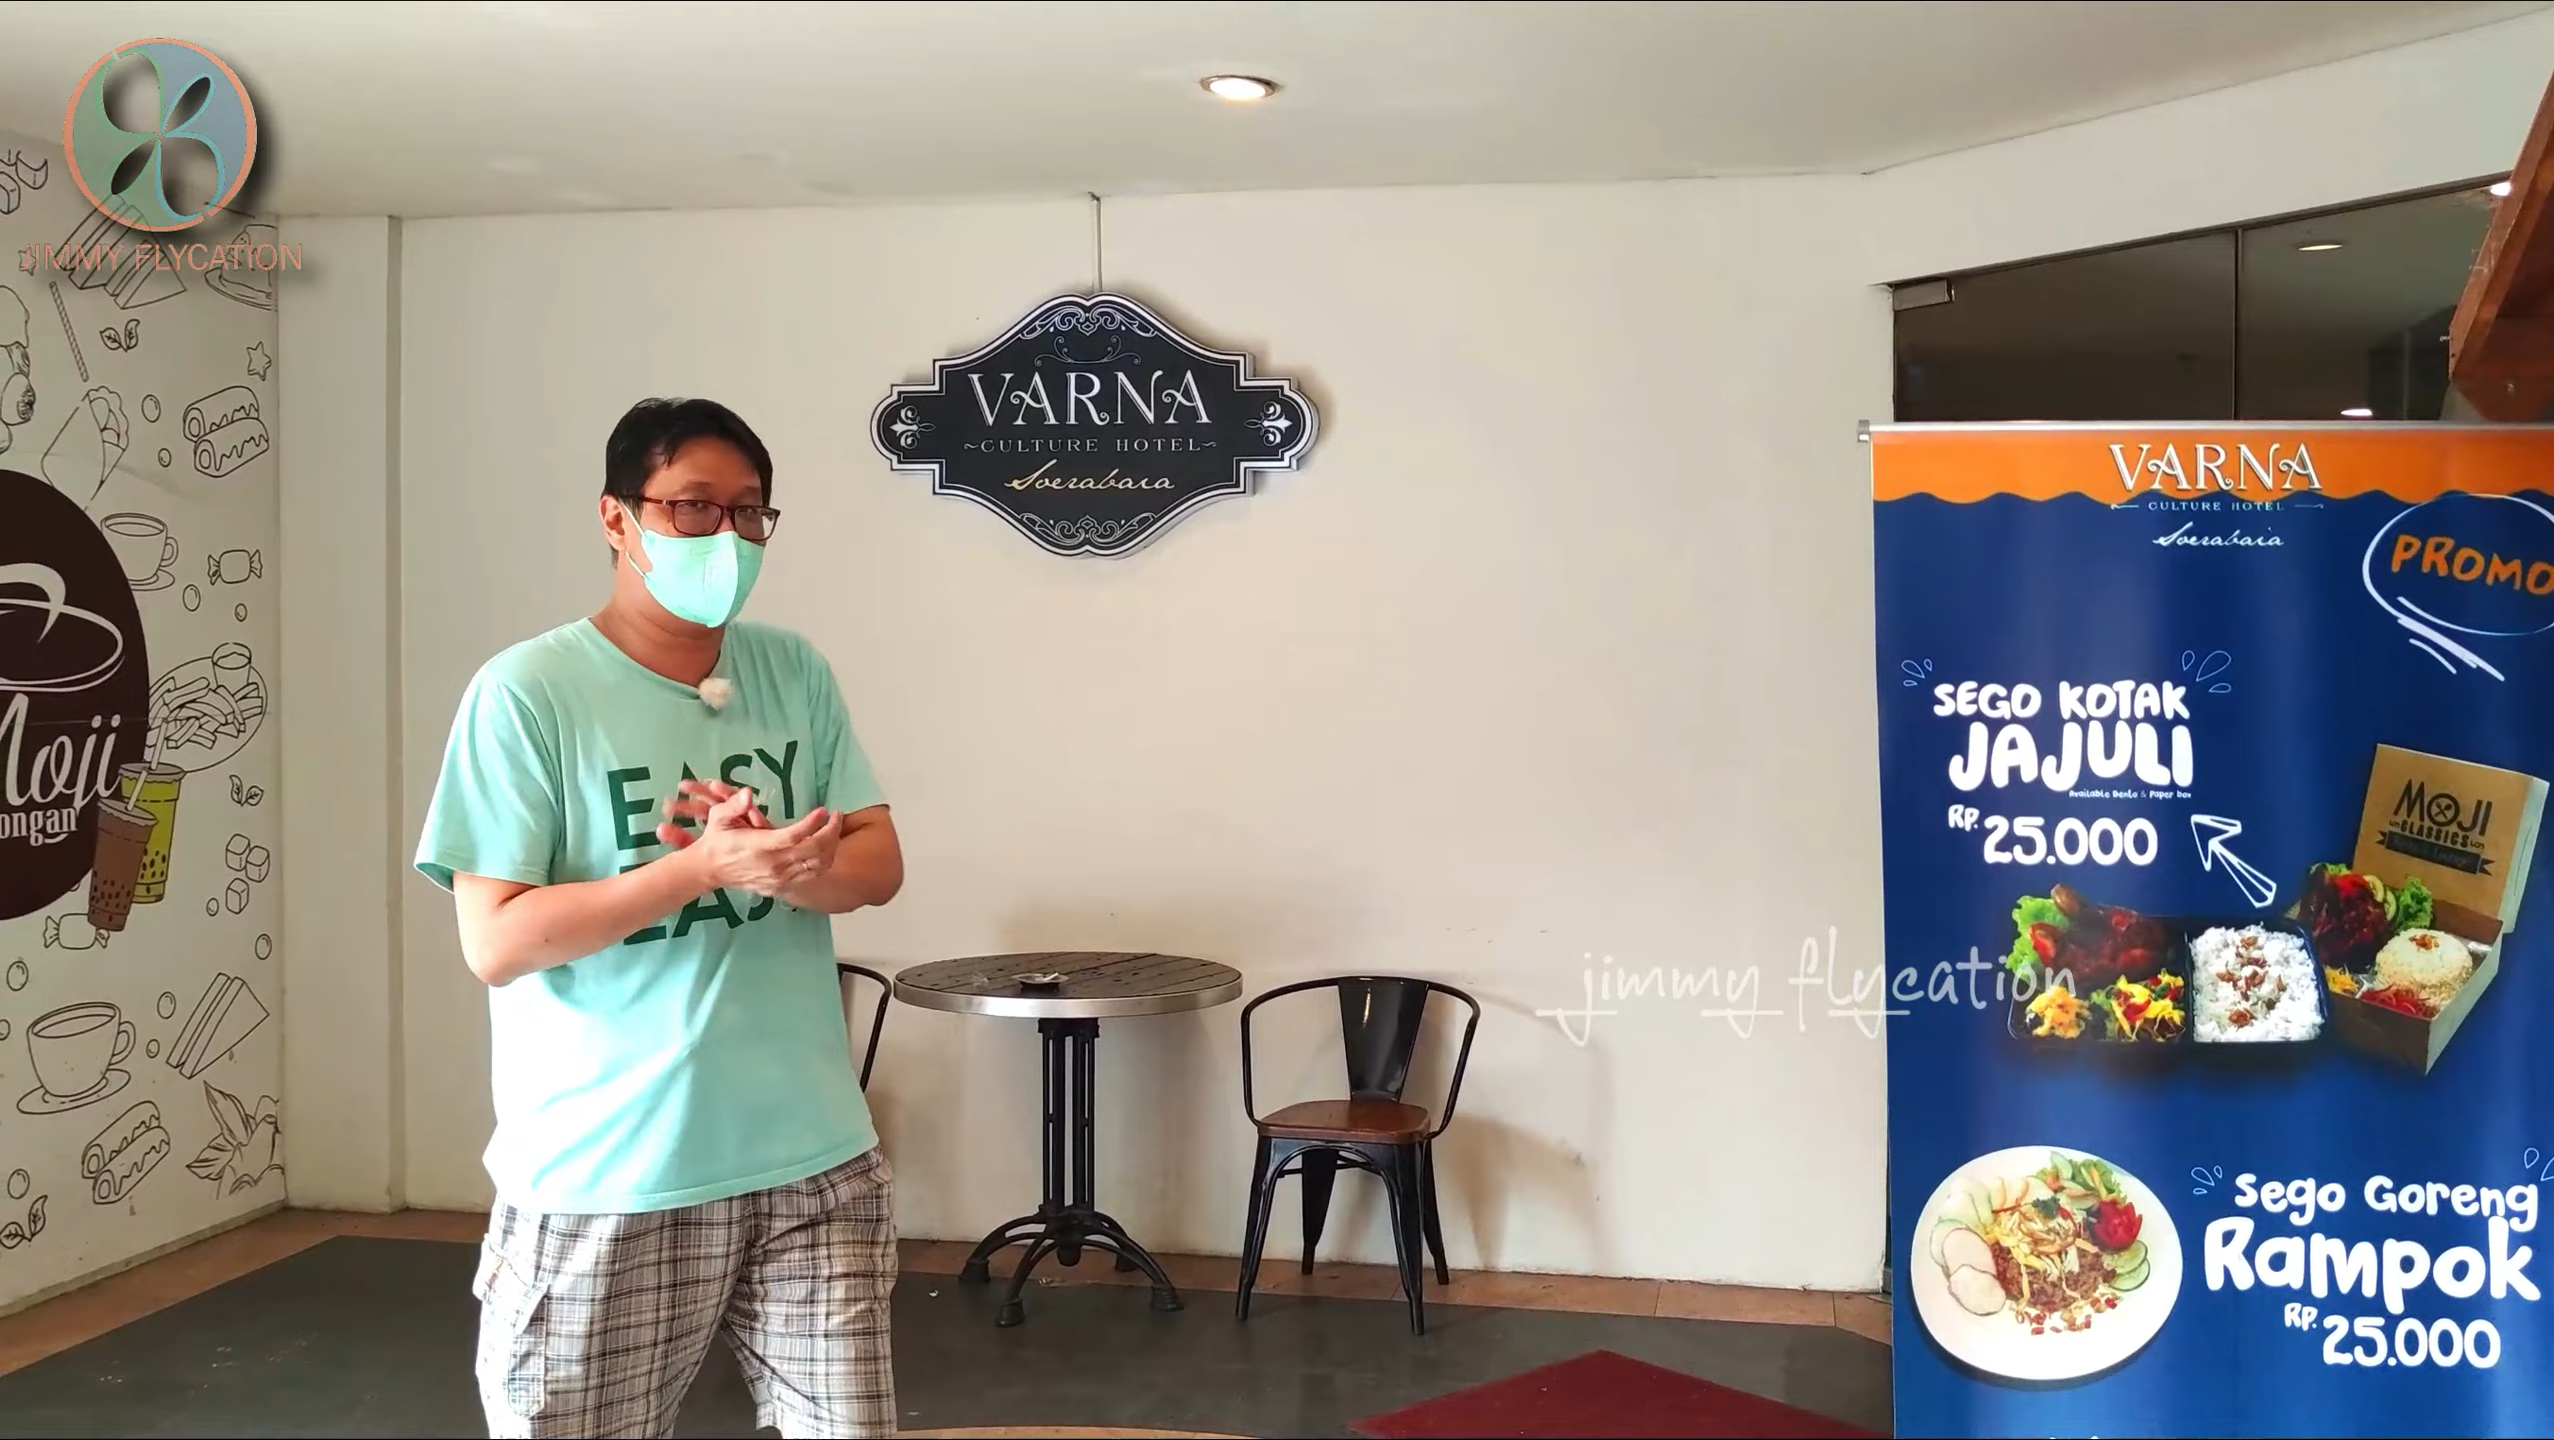 JIMMY FLYCATION
VARNA
CULTURE HOTEL
Soerabaia
Moji
ongan
EASY
VARNA
CULTURE HOTEL
Soerabaia
PROMO
SEGO KOTAK
JAJULI
Available Bento & Paper box
RP. 25.000
MOJI
CLASSICS
jimmy flycation
Sego Goreng
Rampok
RP. 25.000